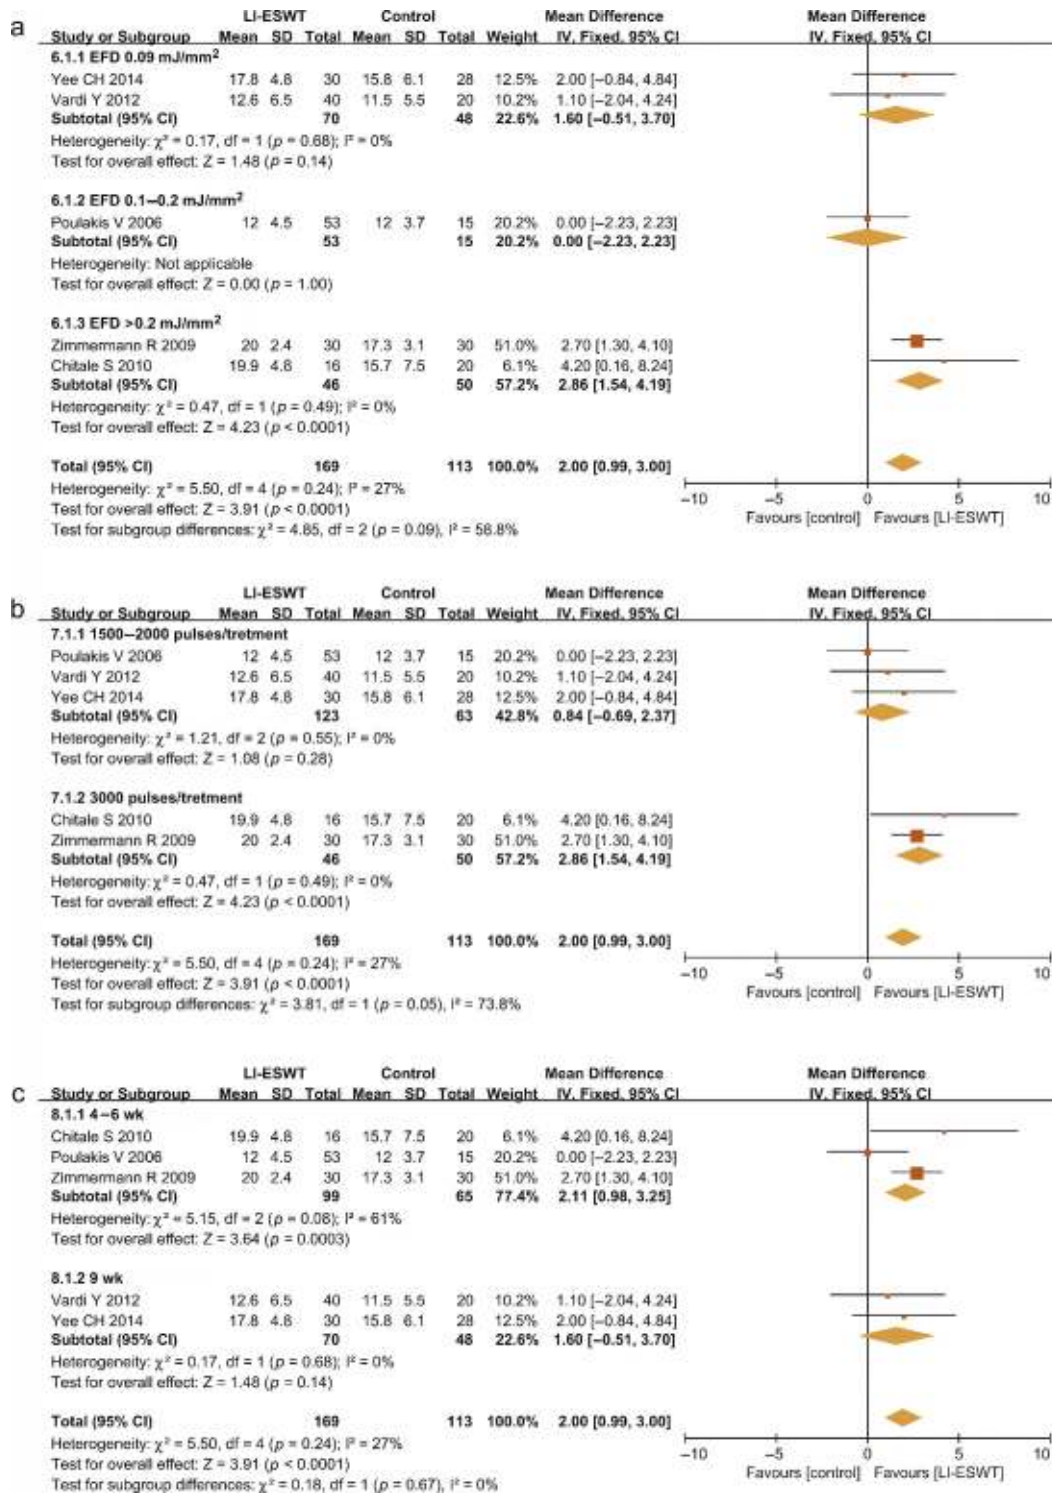 a
LI-ESWT Control Mean Difference Mean Difference
Study or Subgroup Mean SD Total Mean SD Total Weight IV, Fixed, 95% CI IV, Fixed, 95% CI
6.1.1 EFD 0.09 mJ/mm²
Yee CH 2014 17.8 4.8 30 15.8 6.1 28 12.5% 2.00 [−0.84, 4.84]
Vardi Y 2012 12.6 6.5 40 11.5 5.5 20 10.2% 1.10 [−2.04, 4.24]
Subtotal (95% CI) 70 48 22.6% 1.60 [−0.51, 3.70]
Heterogeneity: χ² = 0.17, df = 1 (p = 0.68); I² = 0%
Test for overall effect: Z = 1.48 (p = 0.14)
6.1.2 EFD 0.1−0.2 mJ/mm²
Poulakis V 2006 12 4.5 53 12 3.7 15 20.2% 0.00 [−2.23, 2.23]
Subtotal (95% CI) 53 15 20.2% 0.00 [−2.23, 2.23]
Heterogeneity: Not applicable
Test for overall effect: Z = 0.00 (p = 1.00)
6.1.3 EFD >0.2 mJ/mm²
Zimmermann R 2009 20 2.4 30 17.3 3.1 30 51.0% 2.70 [1.30, 4.10]
Chitale S 2010 19.9 4.8 16 15.7 7.5 20 6.1% 4.20 [0.16, 8.24]
Subtotal (95% CI) 46 50 57.2% 2.86 [1.54, 4.19]
Heterogeneity: χ² = 0.47, df = 1 (p = 0.49); I² = 0%
Test for overall effect: Z = 4.23 (p < 0.0001)
Total (95% CI) 169 113 100.0% 2.00 [0.99, 3.00]
Heterogeneity: χ² = 5.50, df = 4 (p = 0.24); I² = 27%
Test for overall effect: Z = 3.91 (p < 0.0001)
Test for subgroup differences: χ² = 4.85, df = 2 (p = 0.09), I² = 58.8%
−10 −5 0 5 10
Favours [control] Favours [LI-ESWT]
b
LI-ESWT Control Mean Difference Mean Difference
Study or Subgroup Mean SD Total Mean SD Total Weight IV, Fixed, 95% CI IV, Fixed, 95% CI
7.1.1 1500−2000 pulses/tretment
Poulakis V 2006 12 4.5 53 12 3.7 15 20.2% 0.00 [−2.23, 2.23]
Vardi Y 2012 12.6 6.5 40 11.5 5.5 20 10.2% 1.10 [−2.04, 4.24]
Yee CH 2014 17.8 4.8 30 15.8 6.1 28 12.5% 2.00 [−0.84, 4.84]
Subtotal (95% CI) 123 63 42.8% 0.84 [−0.69, 2.37]
Heterogeneity: χ² = 1.21, df = 2 (p = 0.55); I² = 0%
Test for overall effect: Z = 1.08 (p = 0.28)
7.1.2 3000 pulses/tretment
Chitale S 2010 19.9 4.8 16 15.7 7.5 20 6.1% 4.20 [0.16, 8.24]
Zimmermann R 2009 20 2.4 30 17.3 3.1 30 51.0% 2.70 [1.30, 4.10]
Subtotal (95% CI) 46 50 57.2% 2.86 [1.54, 4.19]
Heterogeneity: χ² = 0.47, df = 1 (p = 0.49); I² = 0%
Test for overall effect: Z = 4.23 (p < 0.0001)
Total (95% CI) 169 113 100.0% 2.00 [0.99, 3.00]
Heterogeneity: χ² = 5.50, df = 4 (p = 0.24); I² = 27%
Test for overall effect: Z = 3.91 (p < 0.0001)
Test for subgroup differences: χ² = 3.81, df = 1 (p = 0.05), I² = 73.8%
−10 −5 0 5 10
Favours [control] Favours [LI-ESWT]
c
LI-ESWT Control Mean Difference Mean Difference
Study or Subgroup Mean SD Total Mean SD Total Weight IV, Fixed, 95% CI IV, Fixed, 95% CI
8.1.1 4−6 wk
Chitale S 2010 19.9 4.8 16 15.7 7.5 20 6.1% 4.20 [0.16, 8.24]
Poulakis V 2006 12 4.5 53 12 3.7 15 20.2% 0.00 [−2.23, 2.23]
Zimmermann R 2009 20 2.4 30 17.3 3.1 30 51.0% 2.70 [1.30, 4.10]
Subtotal (95% CI) 99 65 77.4% 2.11 [0.98, 3.25]
Heterogeneity: χ² = 5.15, df = 2 (p = 0.08); I² = 61%
Test for overall effect: Z = 3.64 (p = 0.0003)
8.1.2 9 wk
Vardi Y 2012 12.6 6.5 40 11.5 5.5 20 10.2% 1.10 [−2.04, 4.24]
Yee CH 2014 17.8 4.8 30 15.8 6.1 28 12.5% 2.00 [−0.84, 4.84]
Subtotal (95% CI) 70 48 22.6% 1.60 [−0.51, 3.70]
Heterogeneity: χ² = 0.17, df = 1 (p = 0.68); I² = 0%
Test for overall effect: Z = 1.48 (p = 0.14)
Total (95% CI) 169 113 100.0% 2.00 [0.99, 3.00]
Heterogeneity: χ² = 5.50, df = 4 (p = 0.24); I² = 27%
Test for overall effect: Z = 3.91 (p < 0.0001)
Test for subgroup differences: χ² = 0.18, df = 1 (p = 0.67), I² = 0%
−10 −5 0 5 10
Favours [control] Favours [LI-ESWT]